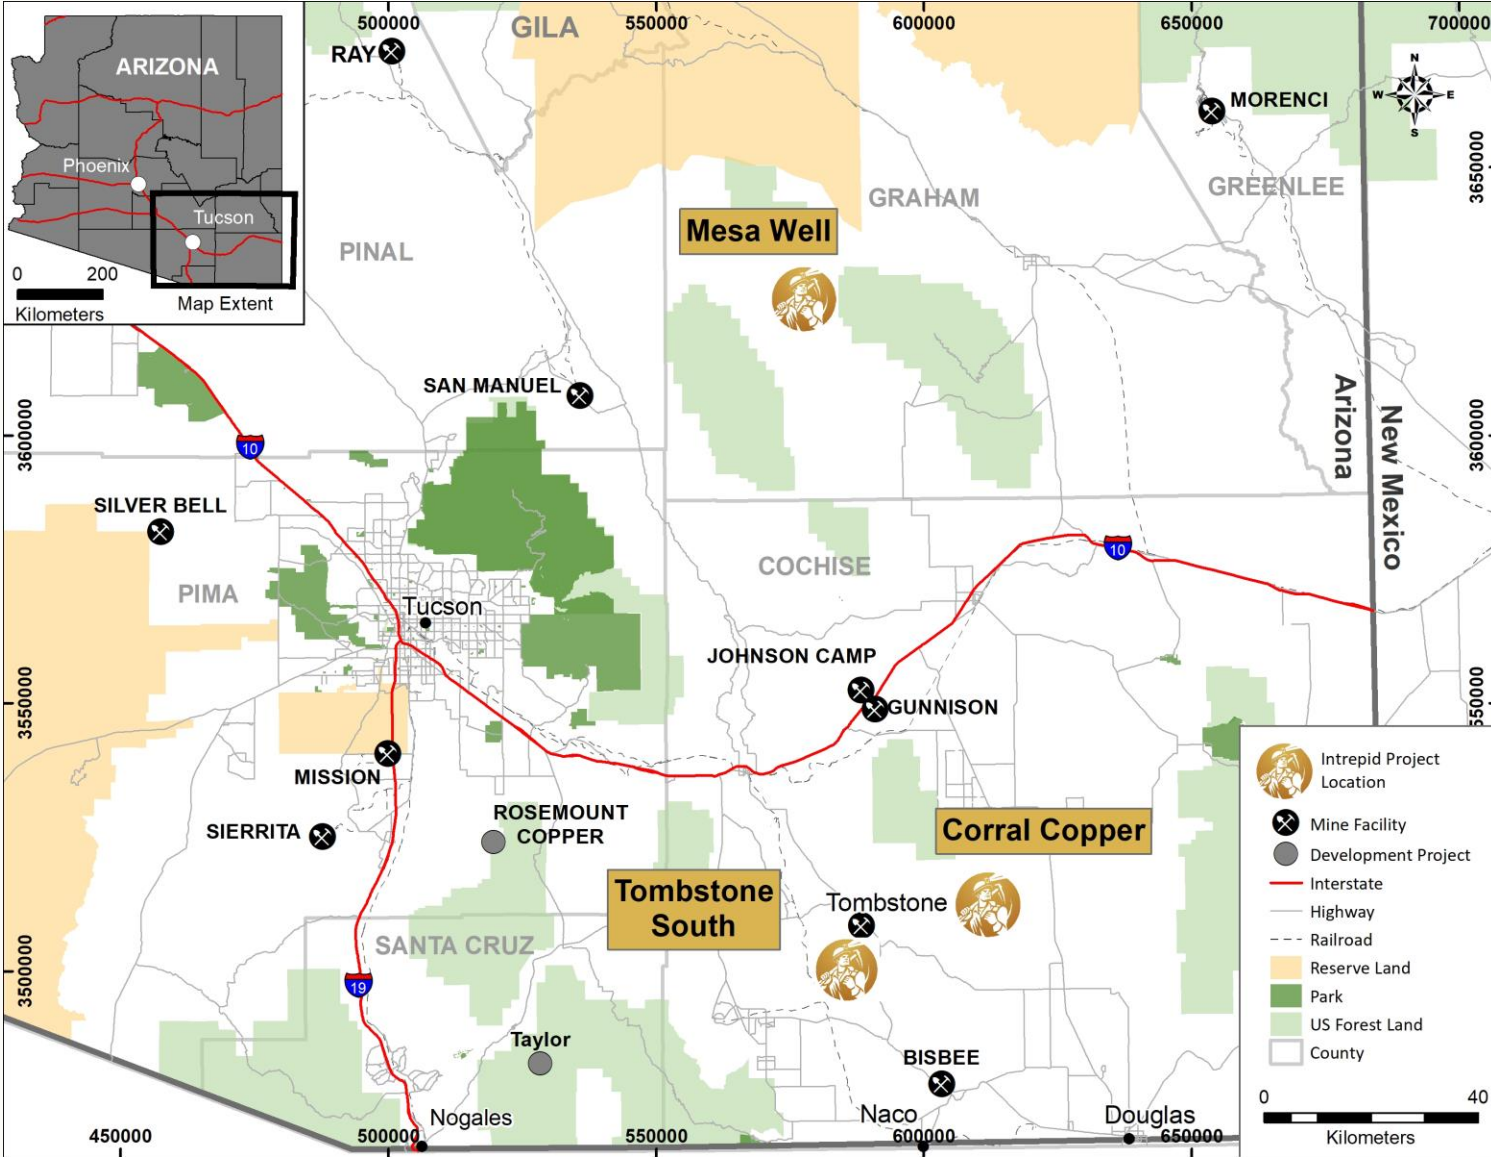 500000
550000
600000
650000
700000
ARIZONA
Phoenix
Tucson
0
200
Kilometers
Map Extent
RAY
GILA
MORENCI
N
W
E
S
3650000
GRAHAM
GREENLEE
PINAL
Mesa Well
SAN MANUEL
Arizona
New Mexico
3600000
3600000
10
SILVER BELL
10
COCHISE
PIMA
Tucson
JOHNSON CAMP
GUNNISON
3550000
MISSION
SIERRITA
ROSEMOUNT
COPPER
Corral Copper
Tombstone
South
Tombstone
SANTA CRUZ
3500000
19
Taylor
BISBEE
Nogales
Naco
Douglas
450000
500000
550000
600000
650000
Intrepid Project
Location
Mine Facility
Development Project
Interstate
Highway
Railroad
Reserve Land
Park
US Forest Land
County
0
40
Kilometers